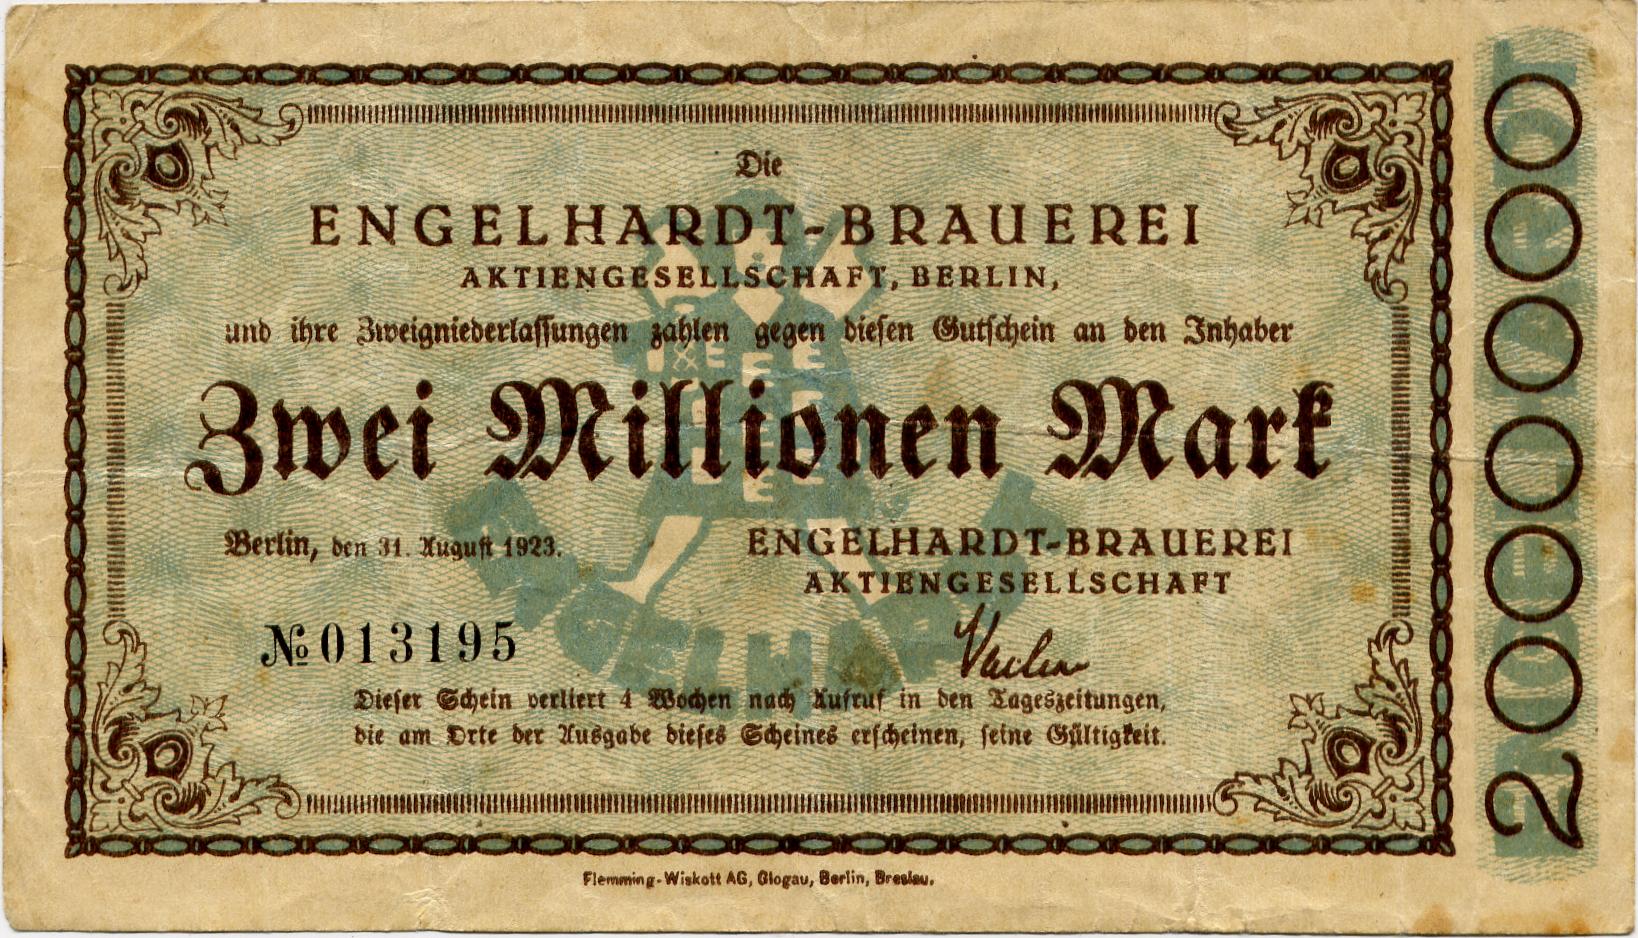 Die
ENGELHARDT-BRAUEREI
AKTIENGESELLSCHAFT, BERLIN,
und ihre Zweigniederlassungen zahlen gegen diesen Gutschein an den Inhaber
Zwei Millionen Mark
Berlin, den 31. August 1923.
ENGELHARDT-BRAUEREI
AKTIENGESELLSCHAFT
№ 013195
Dieser Schein verliert 4 Wochen nach Aufruf in den Tageszeitungen,
die am Orte der Ausgabe dieses Scheines erscheinen, seine Gültigkeit.
Flemming-Wiskott AG, Glogau, Berlin, Breslau.
2000000
ENGELHARDT
ENGELHARDT